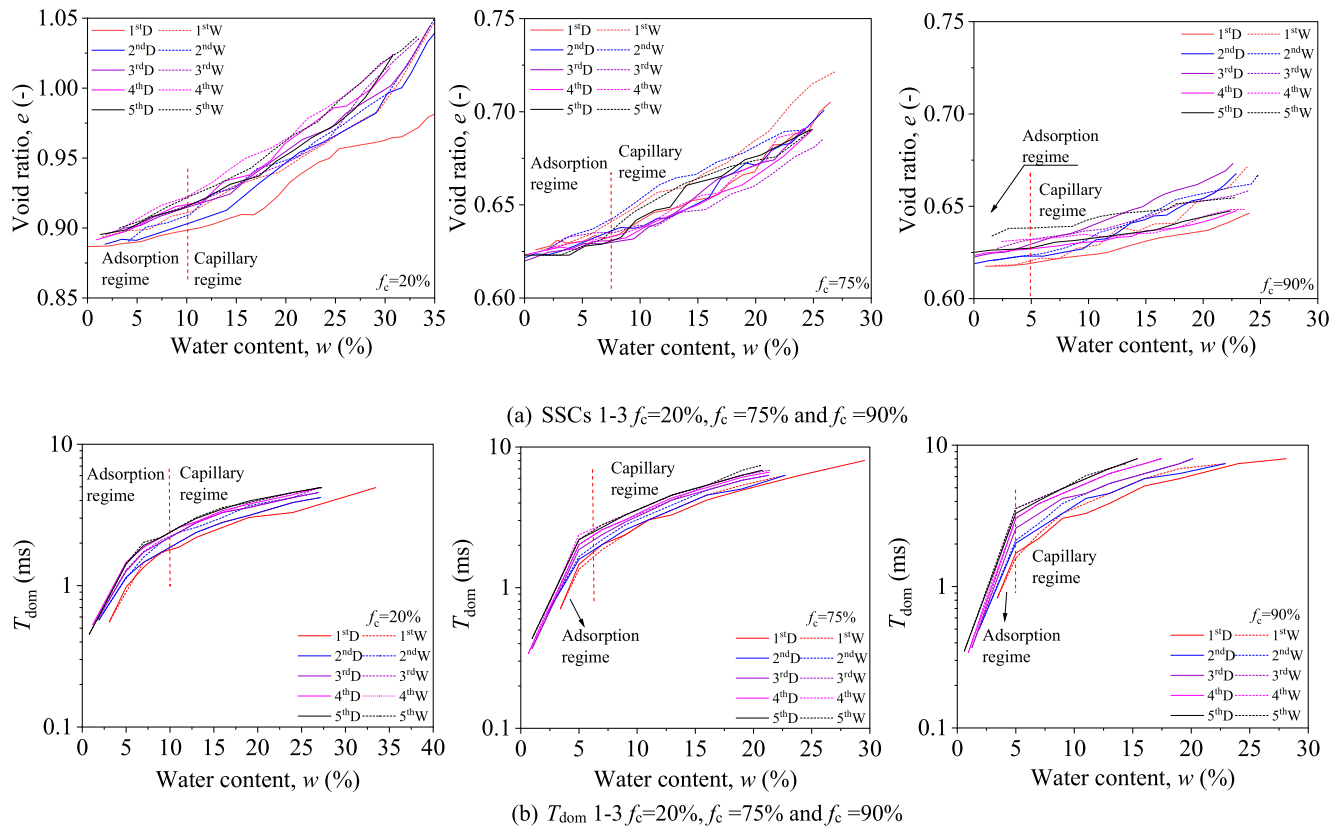 1.05
1.00
0.95
0.90
0.85
Void ratio, e (-)
1stD 1stW
2ndD 2ndW
3rdD 3rdW
4thD 4thW
5thD 5thW
Adsorption
regime
Capillary
regime
fc=20%
0 5 10 15 20 25 30 35
Water content, w (%)
0.75
0.70
0.65
0.60
Void ratio, e (-)
1stD 1stW
2ndD 2ndW
3rdD 3rdW
4thD 4thW
5thD 5thW
Adsorption
regime
Capillary
regime
fc=75%
0 5 10 15 20 25 30
Water content, w (%)
0.75
0.70
0.65
0.60
Void ratio, e (-)
1stD 1stW
2ndD 2ndW
3rdD 3rdW
4thD 4thW
5thD 5thW
Adsorption
regime
Capillary
regime
fc=90%
0 5 10 15 20 25 30
Water content, w (%)
(a) SSCs 1-3 fc=20%, fc =75% and fc =90%
10
1
0.1
Tdom (ms)
Adsorption
regime
Capillary
regime
fc=20%
1stD 1stW
2ndD 2ndW
3rdD 3rdW
4thD 4thW
5thD 5thW
0 5 10 15 20 25 30 35 40
Water content, w (%)
10
1
0.1
Tdom (ms)
Capillary
regime
Adsorption
regime
fc=75%
1stD 1stW
2ndD 2ndW
3rdD 3rdW
4thD 4thW
5thD 5thW
0 5 10 15 20 25 30
Water content, w (%)
10
1
0.1
Tdom (ms)
Capillary
regime
Adsorption
regime
fc=90%
1stD 1stW
2ndD 2ndW
3rdD 3rdW
4thD 4thW
5thD 5thW
0 5 10 15 20 25 30
Water content, w (%)
(b) Tdom 1-3 fc=20%, fc =75% and fc =90%